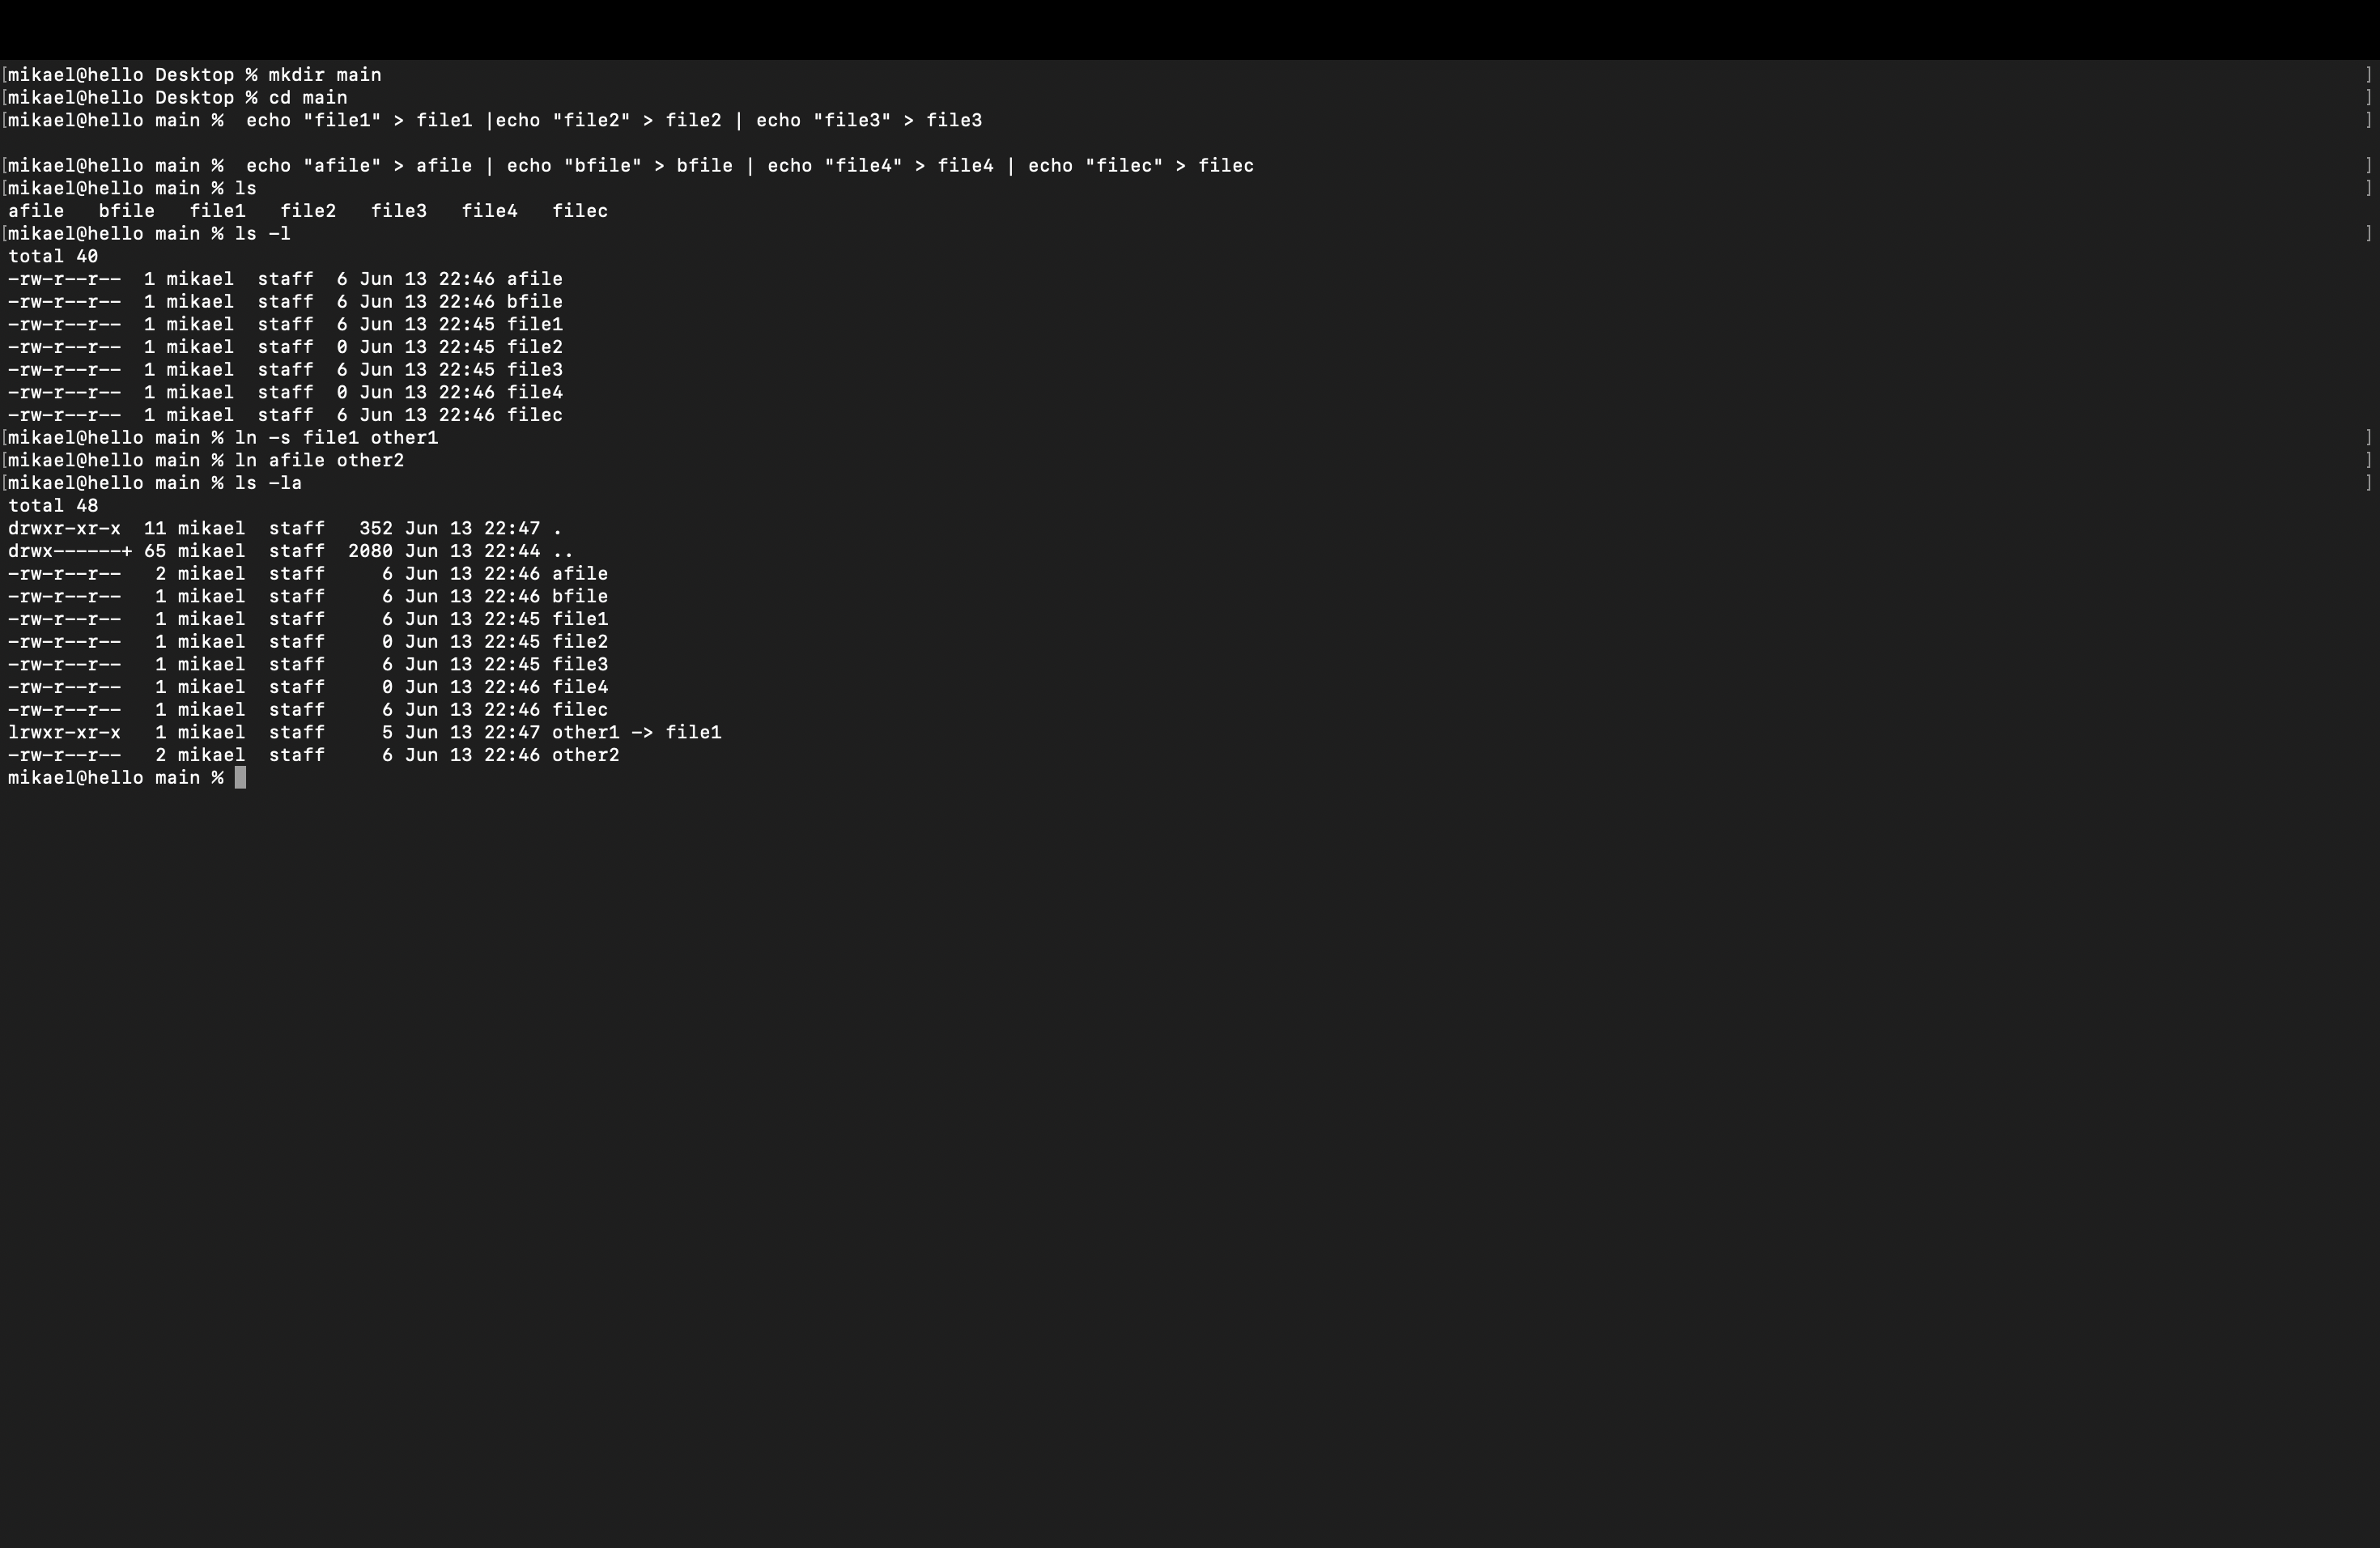 [mikael@hello Desktop % mkdir main ]
[mikael@hello Desktop % cd main ]
[mikael@hello main %  echo "file1" > file1 |echo "file2" > file2 | echo "file3" > file3 ]
[mikael@hello main %  echo "afile" > afile | echo "bfile" > bfile | echo "file4" > file4 | echo "filec" > filec ]
[mikael@hello main % ls ]
afile   bfile   file1   file2   file3   file4   filec
[mikael@hello main % ls -l ]
total 40
-rw-r--r--  1 mikael  staff  6 Jun 13 22:46 afile
-rw-r--r--  1 mikael  staff  6 Jun 13 22:46 bfile
-rw-r--r--  1 mikael  staff  6 Jun 13 22:45 file1
-rw-r--r--  1 mikael  staff  0 Jun 13 22:45 file2
-rw-r--r--  1 mikael  staff  6 Jun 13 22:45 file3
-rw-r--r--  1 mikael  staff  0 Jun 13 22:46 file4
-rw-r--r--  1 mikael  staff  6 Jun 13 22:46 filec
[mikael@hello main % ln -s file1 other1 ]
[mikael@hello main % ln afile other2 ]
[mikael@hello main % ls -la ]
total 48
drwxr-xr-x  11 mikael  staff   352 Jun 13 22:47 .
drwx------+ 65 mikael  staff  2080 Jun 13 22:44 ..
-rw-r--r--   2 mikael  staff     6 Jun 13 22:46 afile
-rw-r--r--   1 mikael  staff     6 Jun 13 22:46 bfile
-rw-r--r--   1 mikael  staff     6 Jun 13 22:45 file1
-rw-r--r--   1 mikael  staff     0 Jun 13 22:45 file2
-rw-r--r--   1 mikael  staff     6 Jun 13 22:45 file3
-rw-r--r--   1 mikael  staff     0 Jun 13 22:46 file4
-rw-r--r--   1 mikael  staff     6 Jun 13 22:46 filec
lrwxr-xr-x   1 mikael  staff     5 Jun 13 22:47 other1 -> file1
-rw-r--r--   2 mikael  staff     6 Jun 13 22:46 other2
mikael@hello main %